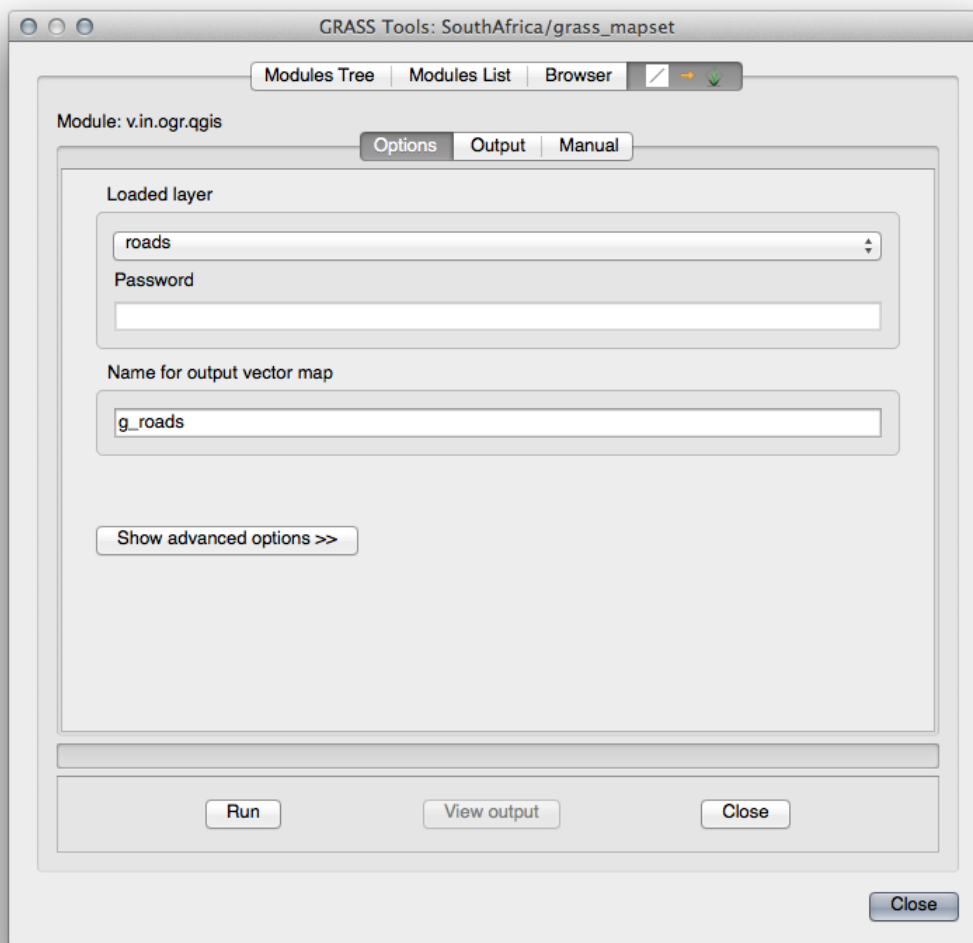 GRASS Tools: SouthAfrica/grass_mapset
Modules Tree Modules List Browser
Module: v.in.ogr.qgis
Options Output Manual
Loaded layer
roads
Password
Name for output vector map
g_roads
Show advanced options >>
Run View output Close
Close